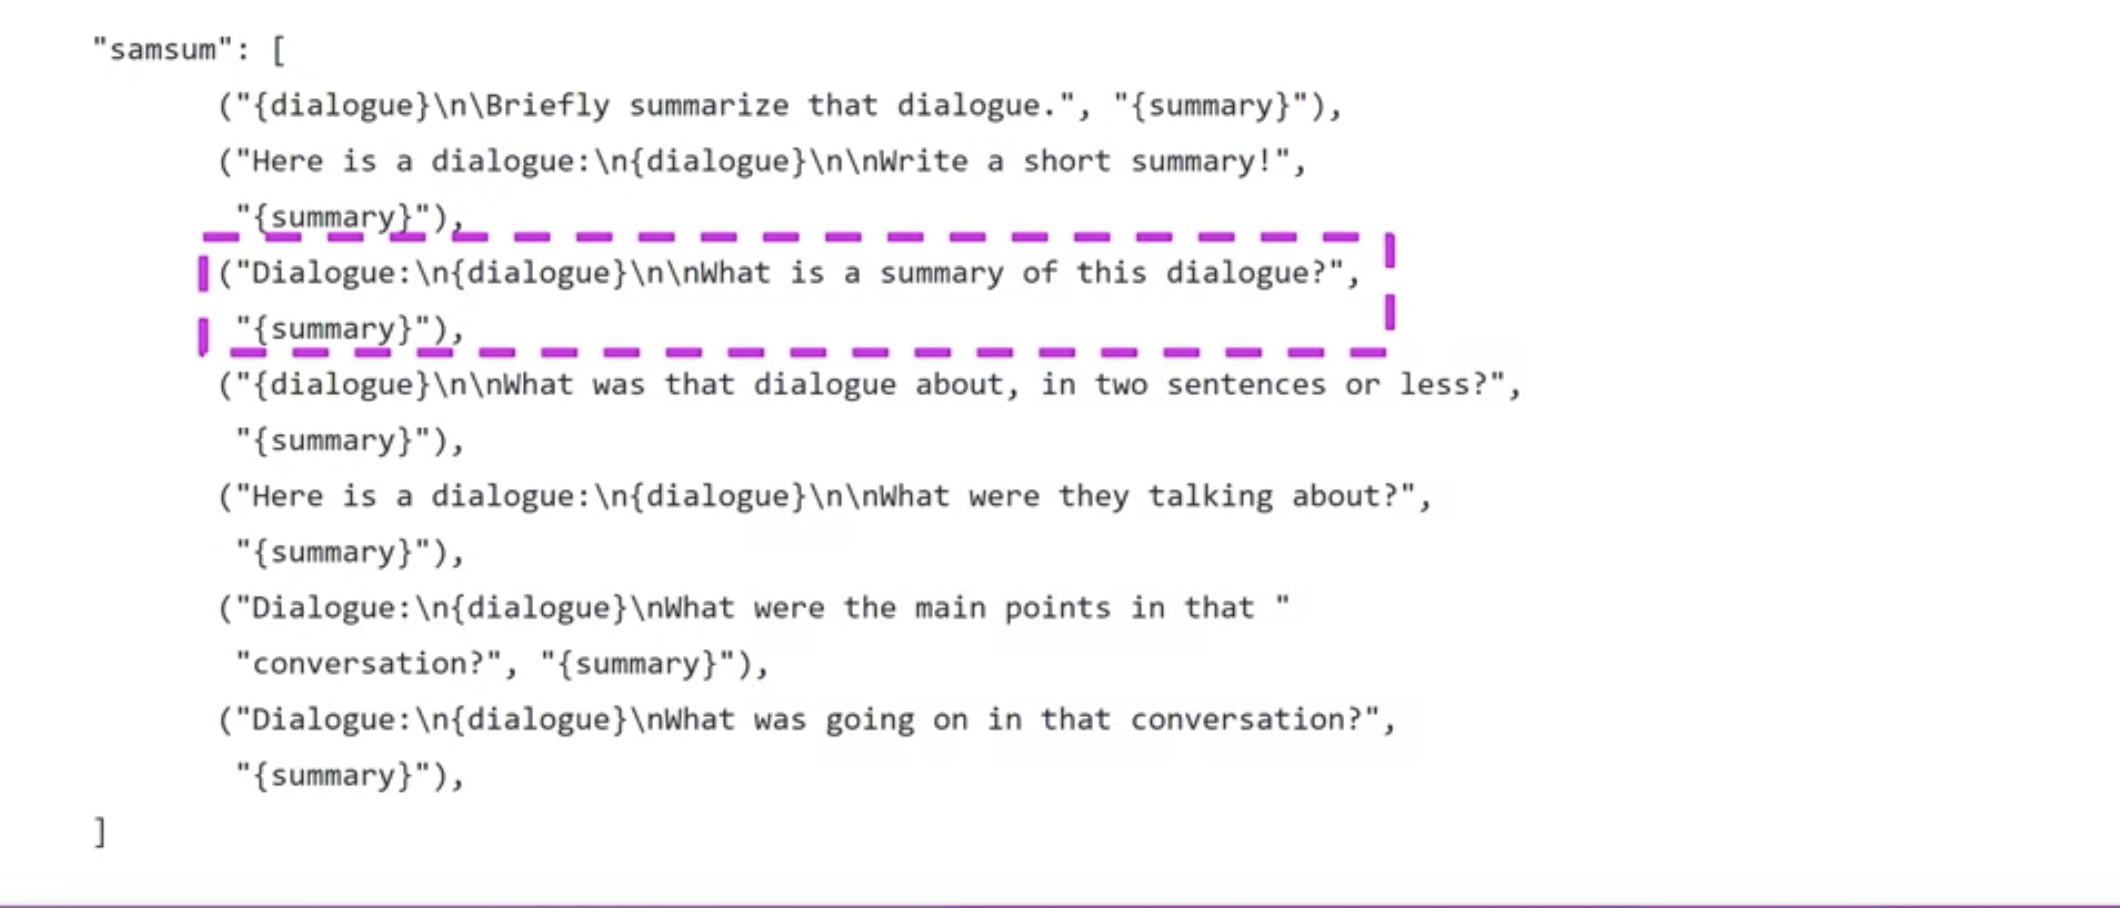 "samsum": [
("{dialogue}\n\Briefly summarize that dialogue.", "{summary}"),
("Here is a dialogue:\n{dialogue}\n\nWrite a short summary!",
"{summary}"),
("Dialogue:\n{dialogue}\n\nWhat is a summary of this dialogue?",
"{summary}"),
("{dialogue}\n\nWhat was that dialogue about, in two sentences or less?",
"{summary}"),
("Here is a dialogue:\n{dialogue}\n\nWhat were they talking about?",
"{summary}"),
("Dialogue:\n{dialogue}\nWhat were the main points in that "
"conversation?", "{summary}"),
("Dialogue:\n{dialogue}\nWhat was going on in that conversation?",
"{summary}"),
]